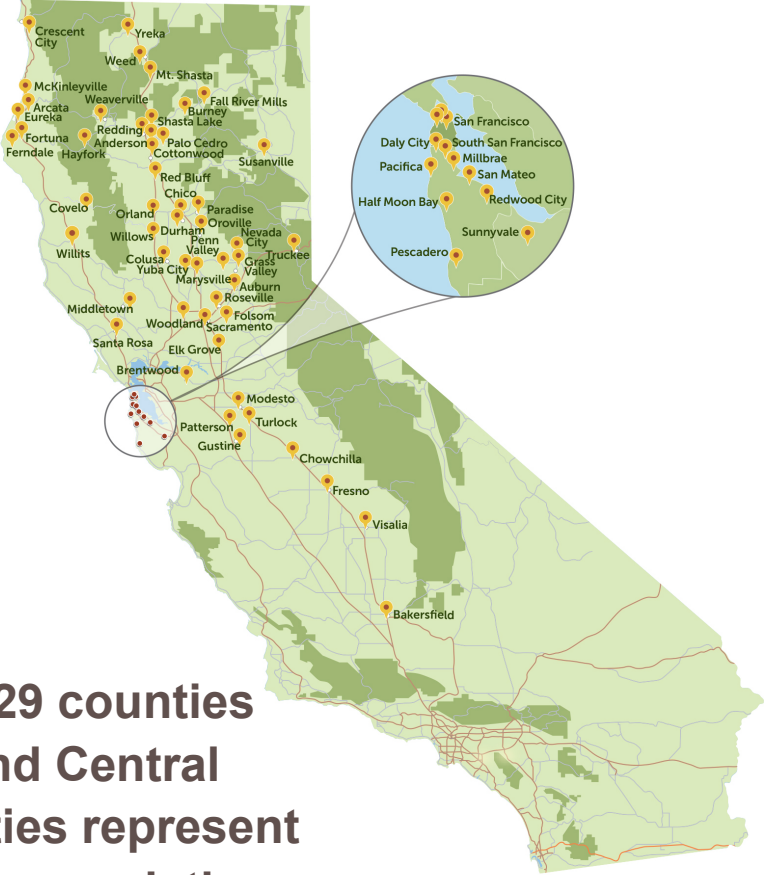 Crescent
City
Yreka
Weed
Mt. Shasta
McKinleyville
Arcata
Eureka
Fortuna
Ferndale
Weaverville
Hayfork
Fall River Mills
Burney
Shasta Lake
Redding
Anderson
Palo Cedro
Cottonwood
Susanville
Red Bluff
Covelo
Willits
Chico
Orland
Paradise
Oroville
Durham
Willows
Nevada
City
Penn
Valley
Truckee
Grass
Valley
Colusa
Yuba City
Marysville
Auburn
Middletown
Roseville
Woodland
Folsom
Sacramento
Santa Rosa
Elk Grove
Brentwood
Modesto
Patterson
Turlock
Gustine
Chowchilla
Fresno
Visalia
Bakersfield
San Francisco
Daly City
South San Francisco
Millbrae
Pacifica
San Mateo
Half Moon Bay
Redwood City
Sunnyvale
Pescadero
29 counties
nd Central
ties represent